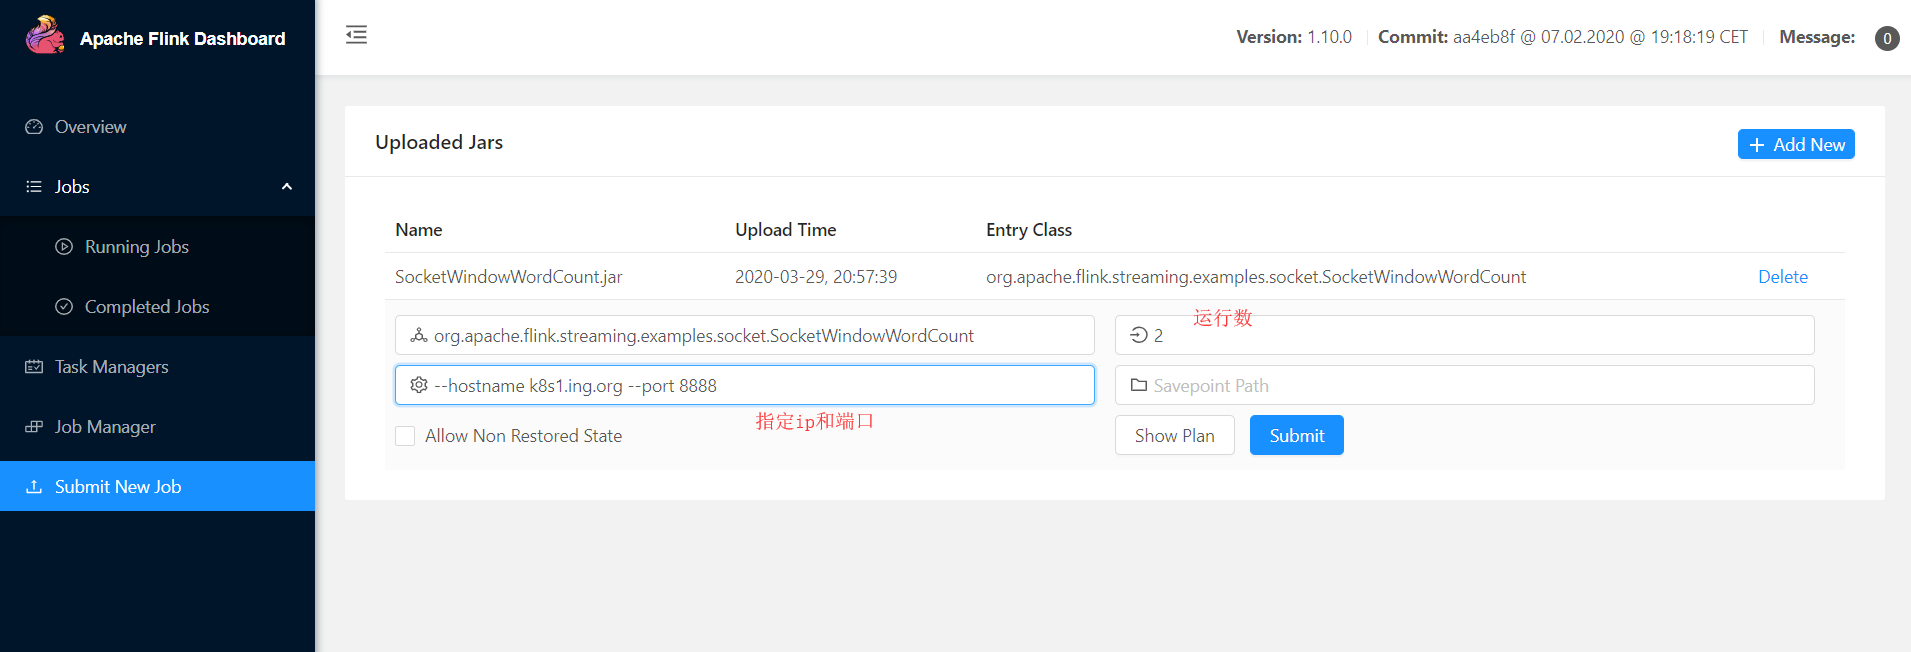 Apache Flink Dashboard
Version: 1.10.0 Commit: aa4eb8f @ 07.02.2020 @ 19:18:19 CET Message: 0
Overview
Jobs
Running Jobs
Completed Jobs
Task Managers
Job Manager
Submit New Job
Uploaded Jars
+ Add New
Name Upload Time Entry Class
SocketWindowWordCount.jar 2020-03-29, 20:57:39 org.apache.flink.streaming.examples.socket.SocketWindowWordCount Delete
运行数
org.apache.flink.streaming.examples.socket.SocketWindowWordCount 2
--hostname k8s1.ing.org --port 8888 Savepoint Path
指定ip和端口
Allow Non Restored State Show Plan Submit